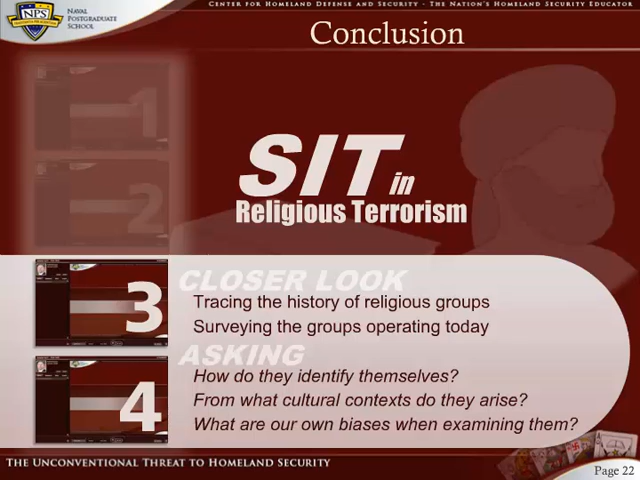 CENTER FOR HOMELAND DEFENSE AND SECURITY - THE NATION'S HOMELAND SECURITY EDUCATOR
NPS
NAVAL
POSTGRADUATE
SCHOOL
Conclusion
1
2
SIT in
Religious Terrorism
3
CLOSER LOOK
Tracing the history of religious groups
Surveying the groups operating today
4
ASKING
How do they identify themselves?
From what cultural contexts do they arise?
What are our own biases when examining them?
THE UNCONVENTIONAL THREAT TO HOMELAND SECURITY
Page 22